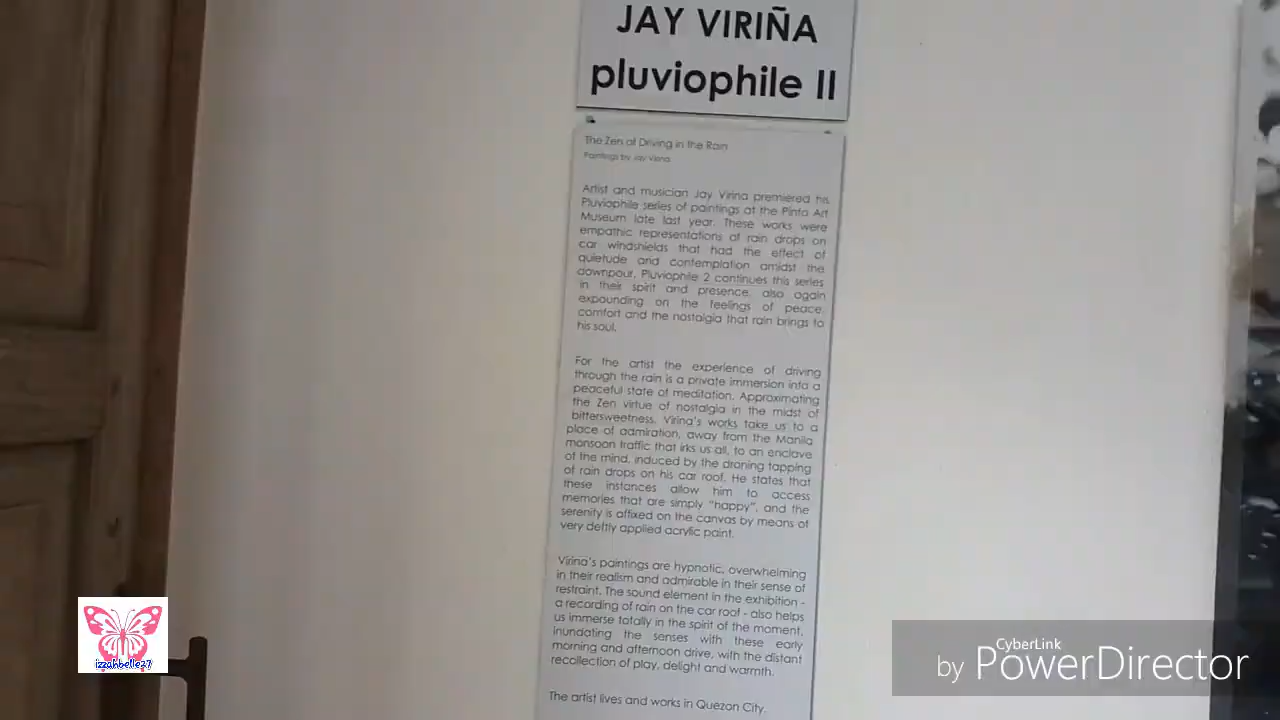 JAY VIRIÑA
pluviophile II
The Zen of Driving in the Rain
Paintings by Jay Virina
Artist and musician Jay Virina premiered his
Pluviophile series of paintings at the Pinto Art
Museum late last year. These works were
empathic representations of rain drops on
car windshields that had the effect of
quietude and contemplation amidst the
downpour. Pluviophile 2 continues this series
in their spirit and presence, also again
expounding on the feelings of peace,
comfort and the nostalgia that rain brings to
his soul.
For the artist the experience of driving
through the rain is a private immersion into a
peaceful state of meditation. Approximating
the Zen virtue of nostalgia in the midst of
bittersweetness, Virina's works take us to a
place of admiration, away from the Manila
monsoon traffic that irks us all, to an enclave
of the mind, induced by the droning tapping
of rain drops on his car roof. He states that
these instances allow him to access
memories that are simply "happy", and the
serenity is affixed on the canvas by means of
very deftly applied acrylic paint.
Virina's paintings are hypnotic, overwhelming
in their realism and admirable in their sense of
restraint. The sound element in the exhibition -
a recording of rain on the car roof - also helps
us immerse totally in the spirit of the moment,
inundating the senses with these early
morning and afternoon drive, with the distant
recollection of play, delight and warmth.
The artist lives and works in Quezon City.
izzahbelle27
CyberLink
by PowerDirector